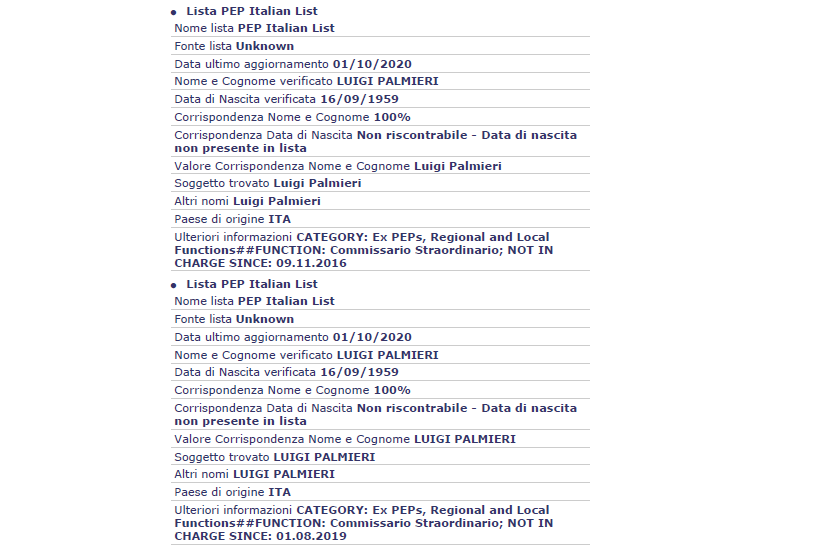 Lista PEP Italian List
Nome lista PEP Italian List
Fonte lista Unknown
Data ultimo aggiornamento 01/10/2020
Nome e Cognome verificato LUIGI PALMIERI
Data di Nascita verificata 16/09/1959
Corrispondenza Nome e Cognome 100%
Corrispondenza Data di Nascita Non riscontrabile - Data di nascita
non presente in lista
Valore Corrispondenza Nome e Cognome Luigi Palmieri
Soggetto trovato Luigi Palmieri
Altri nomi Luigi Palmieri
Paese di origine ITA
Ulteriori informazioni CATEGORY: Ex PEPs, Regional and Local
Functions##FUNCTION: Commissario Straordinario; NOT IN
CHARGE SINCE: 09.11.2016
Lista PEP Italian List
Nome lista PEP Italian List
Fonte lista Unknown
Data ultimo aggiornamento 01/10/2020
Nome e Cognome verificato LUIGI PALMIERI
Data di Nascita verificata 16/09/1959
Corrispondenza Nome e Cognome 100%
Corrispondenza Data di Nascita Non riscontrabile - Data di nascita
non presente in lista
Valore Corrispondenza Nome e Cognome LUIGI PALMIERI
Soggetto trovato LUIGI PALMIERI
Altri nomi LUIGI PALMIERI
Paese di origine ITA
Ulteriori informazioni CATEGORY: Ex PEPs, Regional and Local
Functions##FUNCTION: Commissario Straordinario; NOT IN
CHARGE SINCE: 01.08.2019